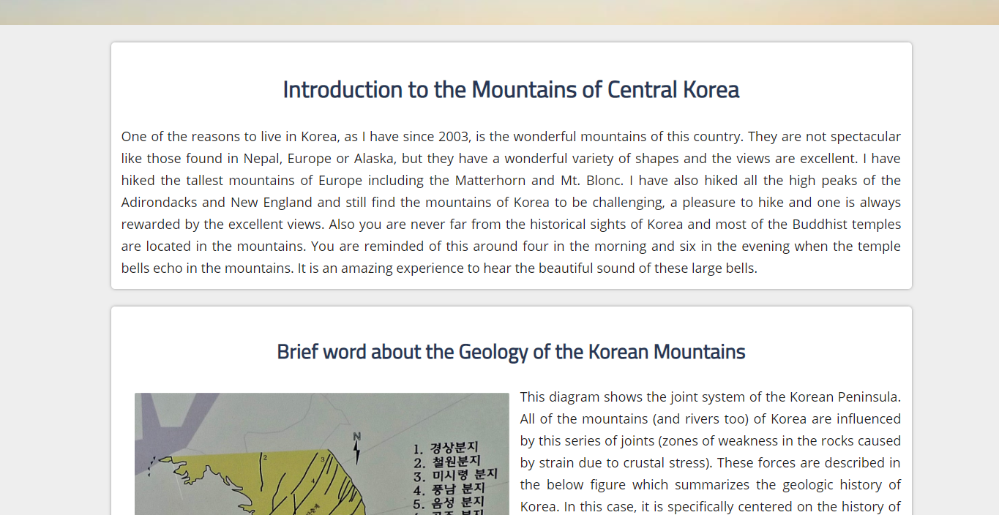 Introduction to the Mountains of Central Korea
One of the reasons to live in Korea, as I have since 2003, is the wonderful mountains of this country. They are not spectacular
like those found in Nepal, Europe or Alaska, but they have a wonderful variety of shapes and the views are excellent. I have
hiked the tallest mountains of Europe including the Matterhorn and Mt. Blonc. I have also hiked all the high peaks of the
Adirondacks and New England and still find the mountains of Korea to be challenging, a pleasure to hike and one is always
rewarded by the excellent views. Also you are never far from the historical sights of Korea and most of the Buddhist temples
are located in the mountains. You are reminded of this around four in the morning and six in the evening when the temple
bells echo in the mountains. It is an amazing experience to hear the beautiful sound of these large bells.
Brief word about the Geology of the Korean Mountains
N
2
3
4
1. 경상분지
2. 철원분지
3. 미시령 분지
4. 풍남 분지
5. 음성 분지
This diagram shows the joint system of the Korean Peninsula.
All of the mountains (and rivers too) of Korea are influenced
by this series of joints (zones of weakness in the rocks caused
by strain due to crustal stress). These forces are described in
the below figure which summarizes the geologic history of
Korea. In this case, it is specifically centered on the history of